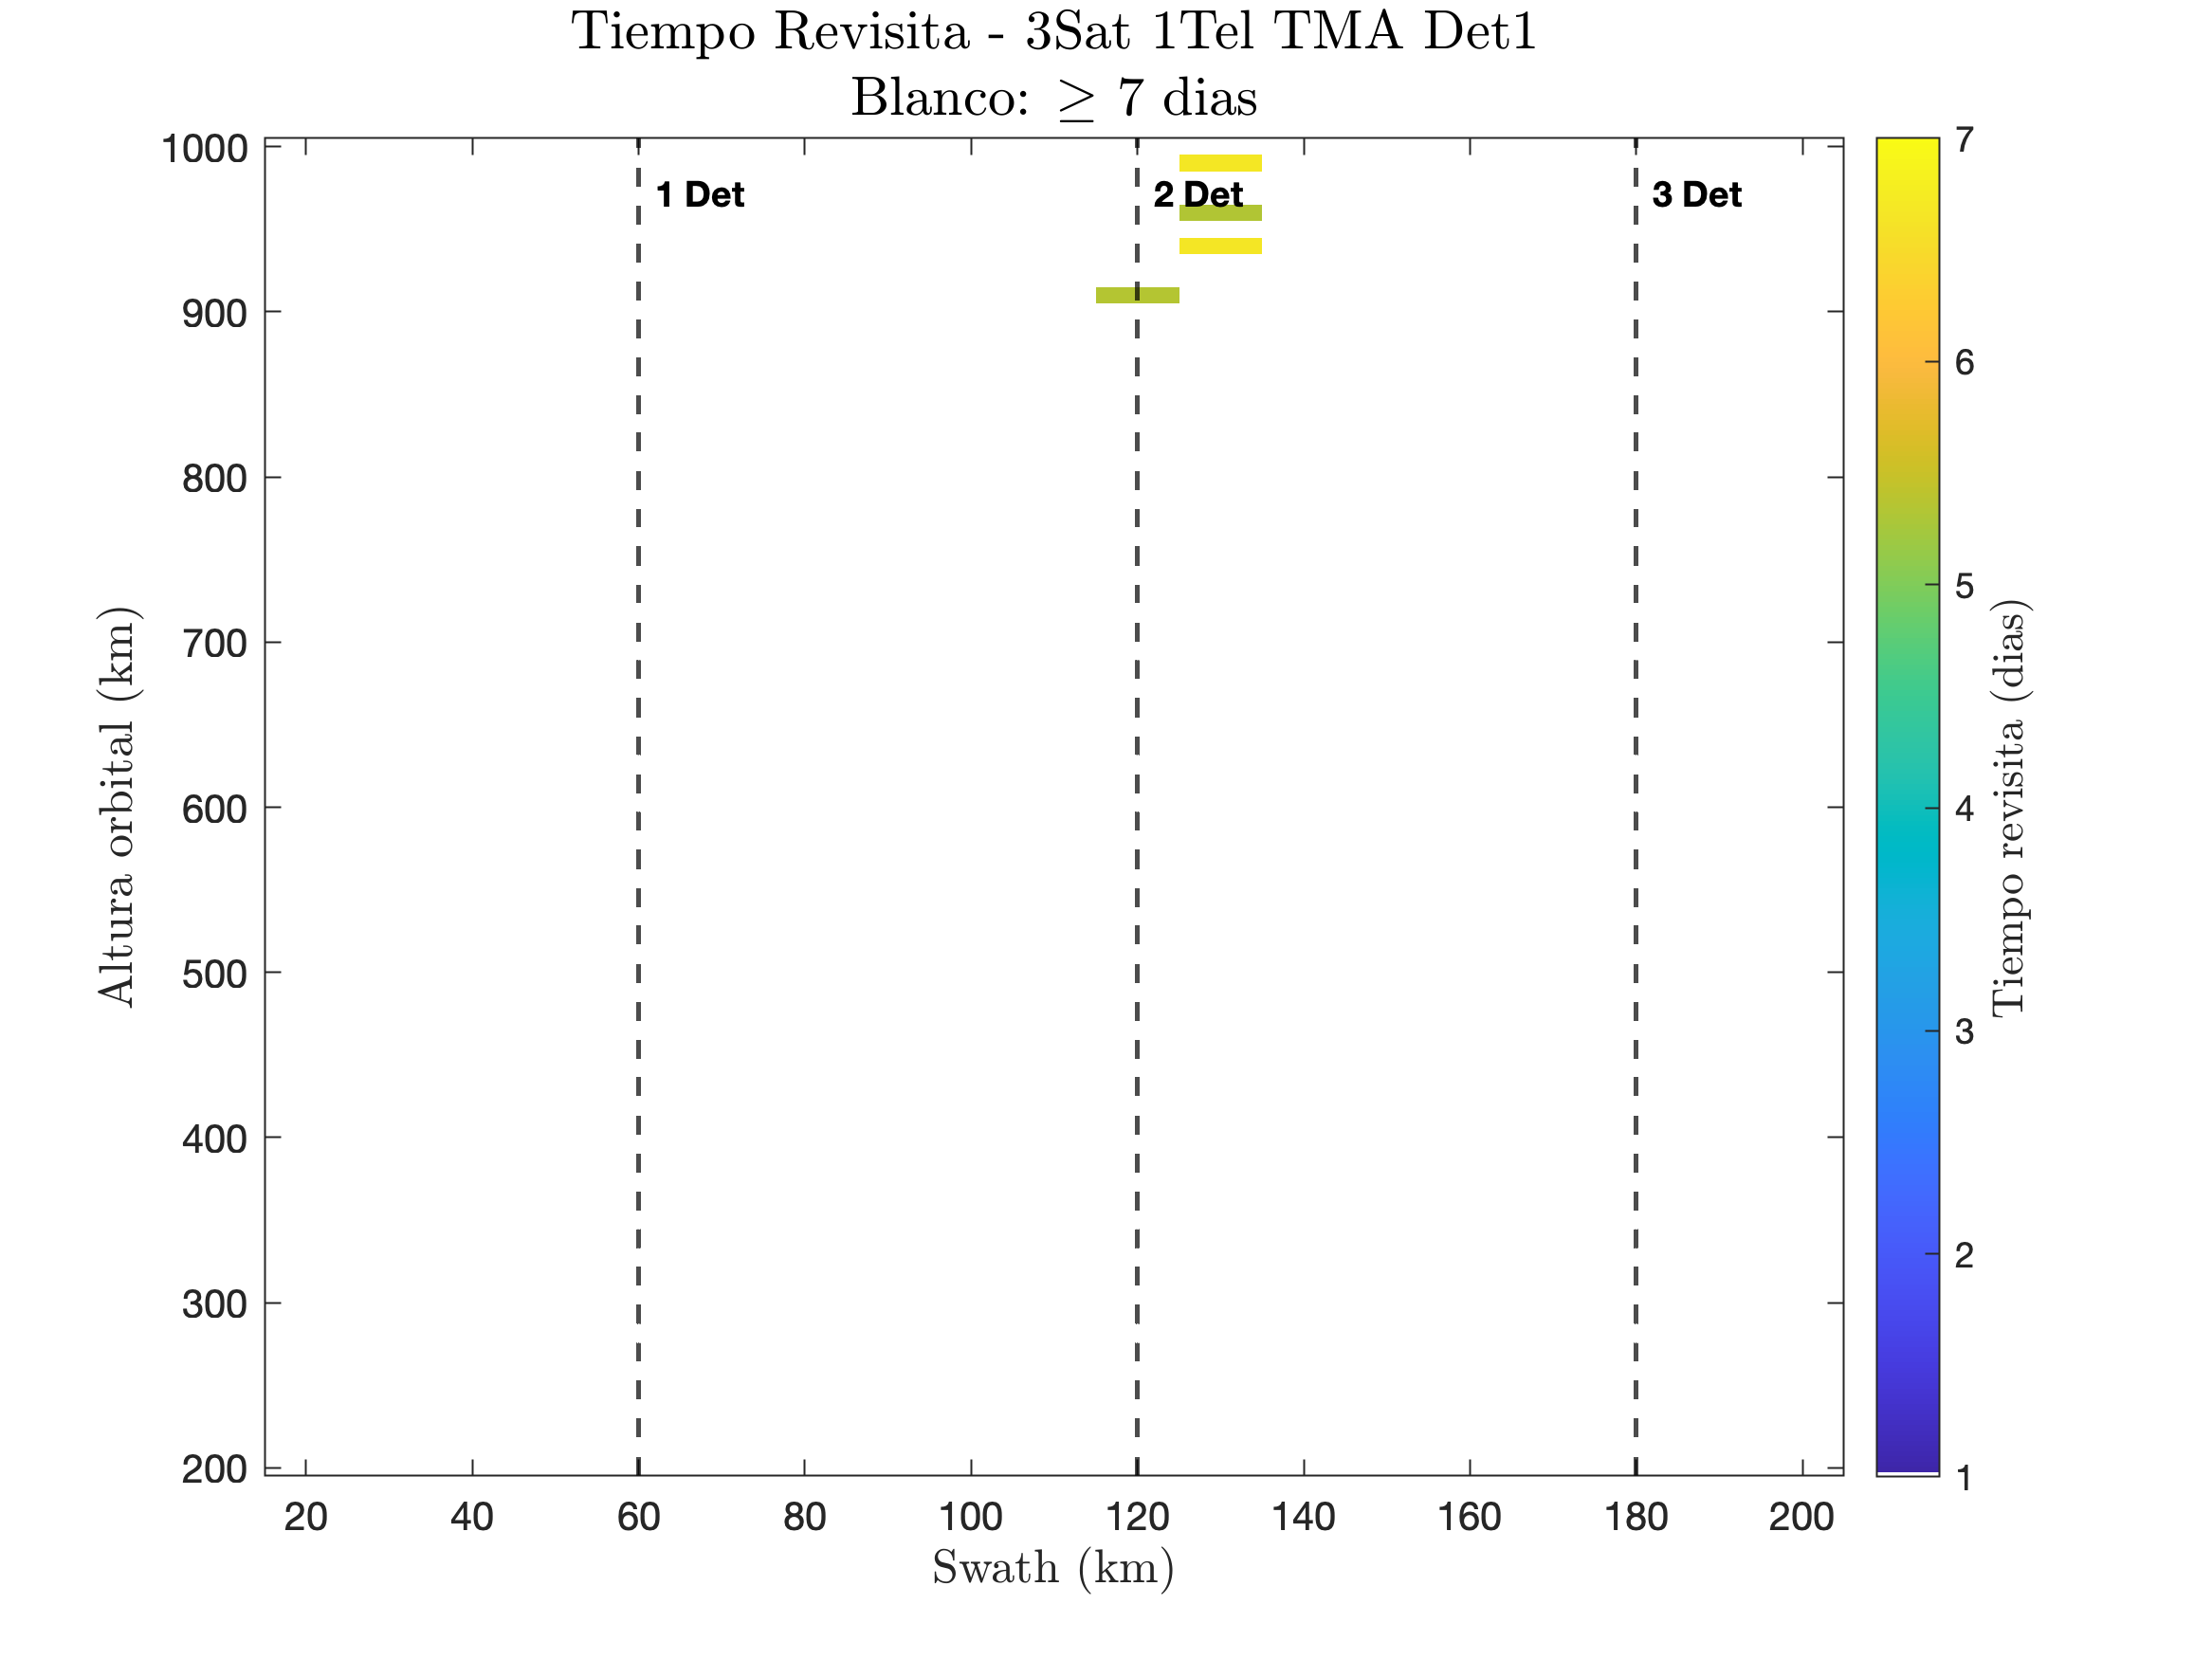 Tiempo Revisita - 3Sat 1Tel TMA Det1
Blanco: ≥ 7 dias
1 Det
2 Det
3 Det
1000
900
800
700
600
500
400
300
200
Altura orbital (km)
20 40 60 80 100 120 140 160 180 200
Swath (km)
7
6
5
4
3
2
1
Tiempo revisita (dias)